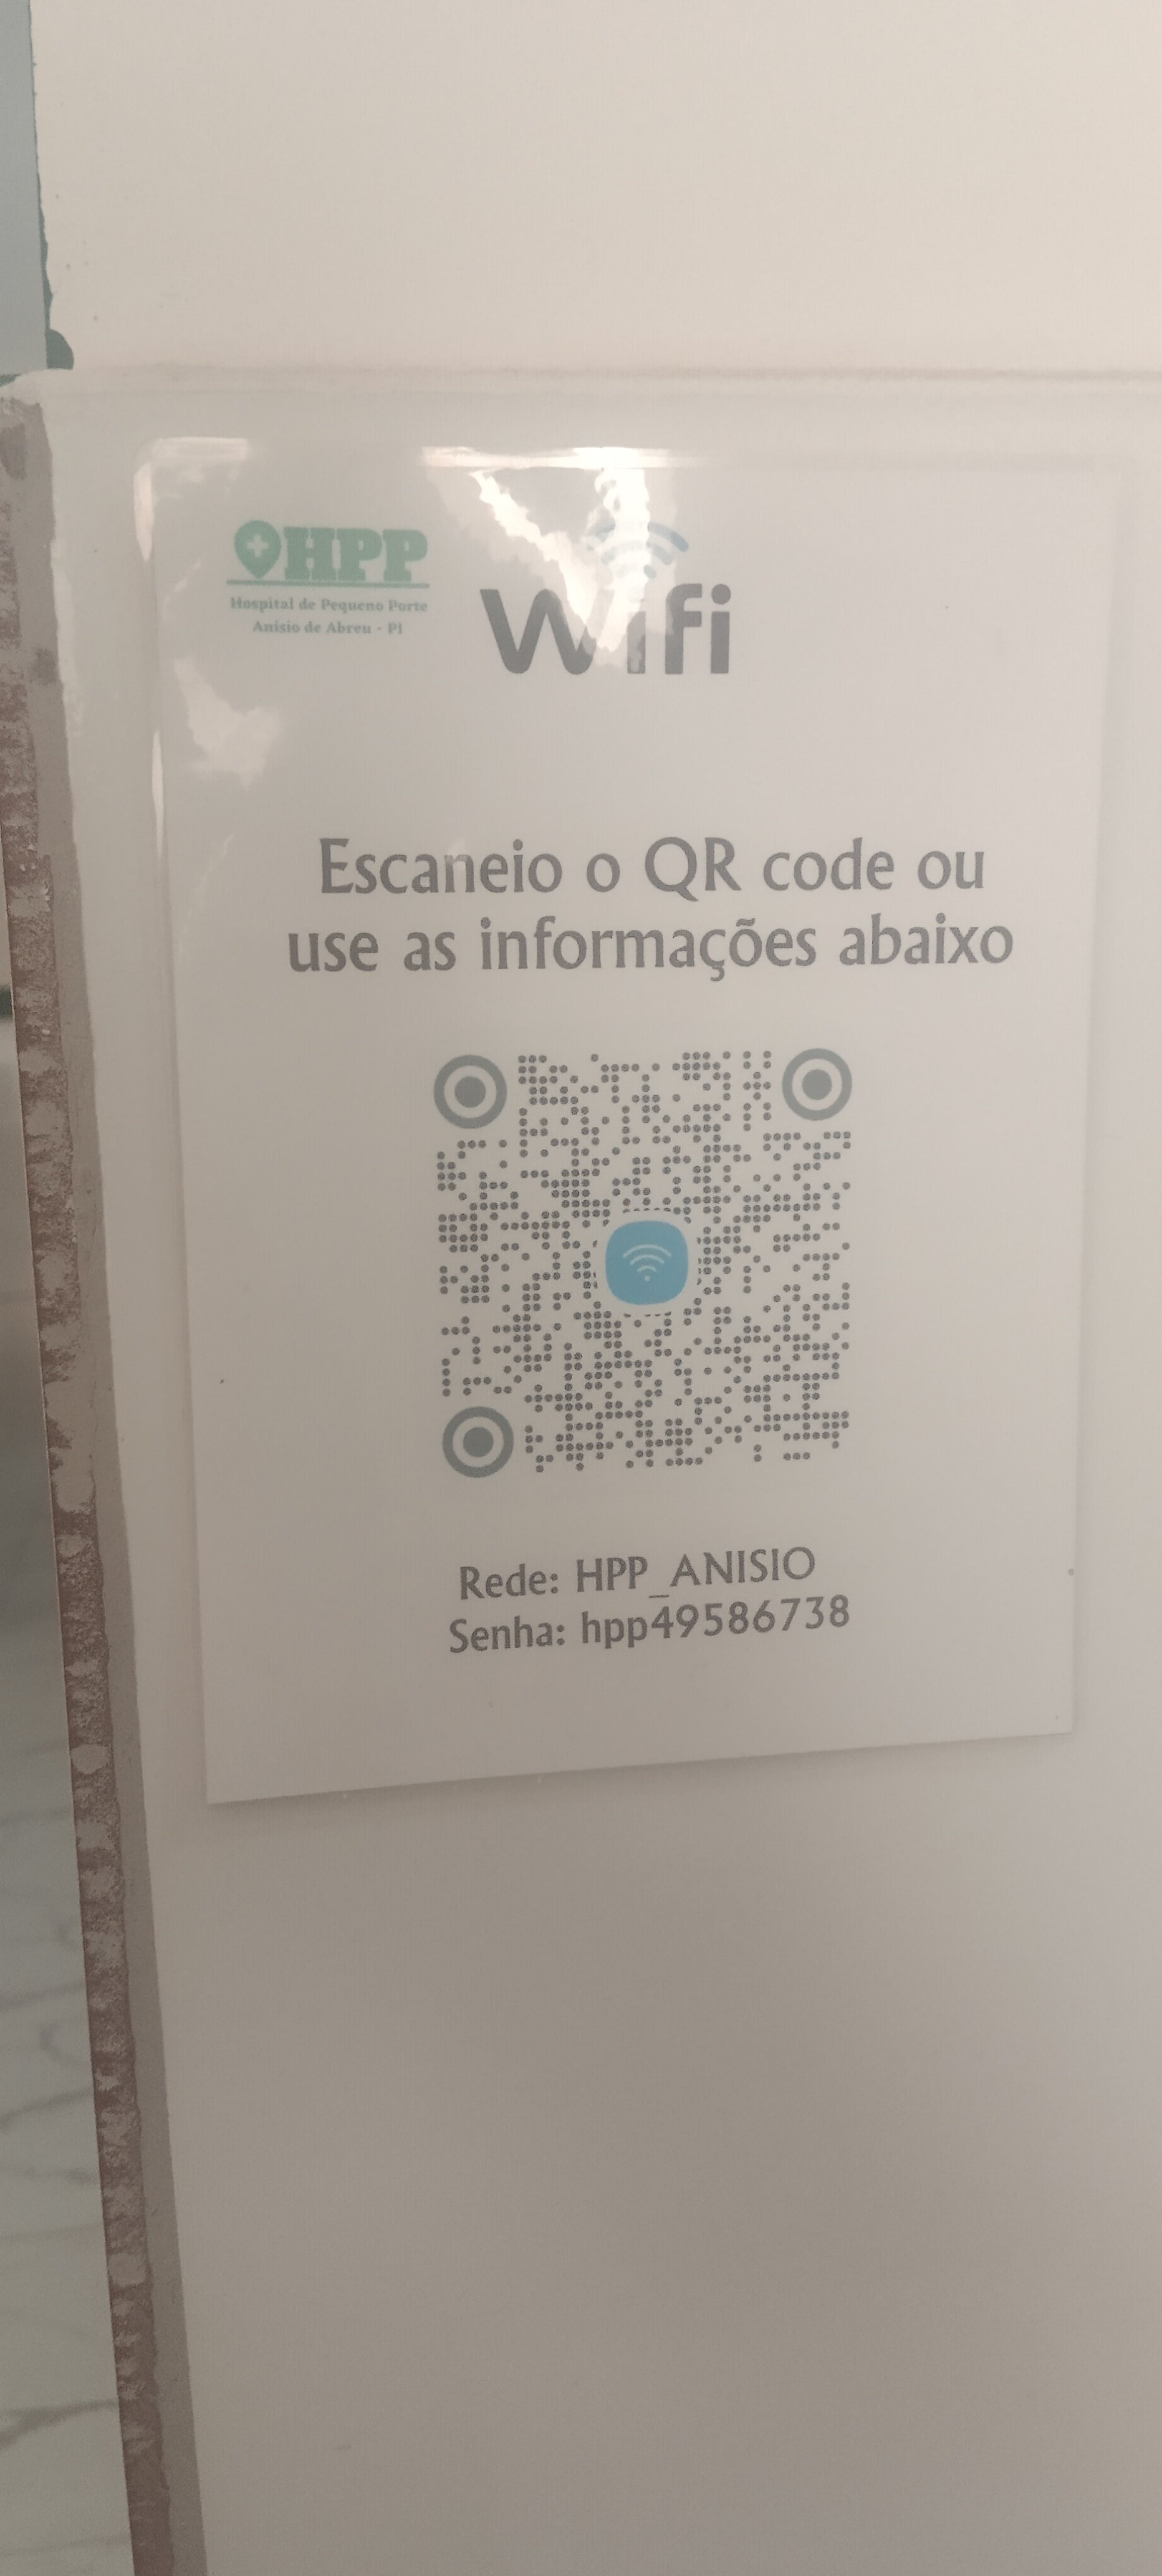 HPP
Hospital de Pequeno Porte
Anísio de Abreu - PI
Wifi
Escaneio o QR code ou
use as informações abaixo
Rede: HPP_ANISIO
Senha: hpp49586738